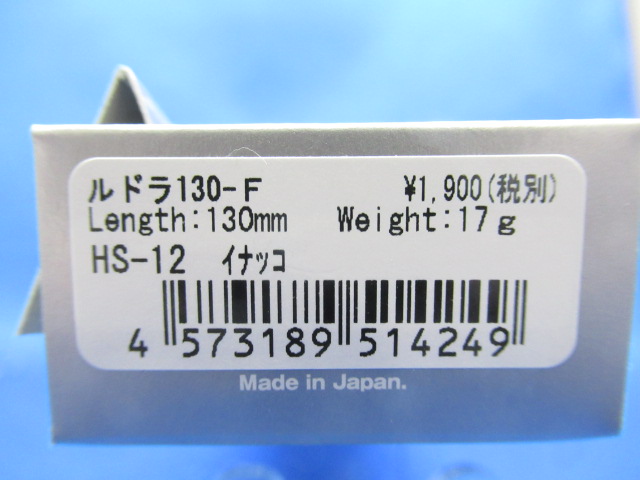 ルドラ130-F ¥1,900(税別)
Length:130mm Weight:17g
HS-12 イナッコ
4 573189 514249
Made in Japan.